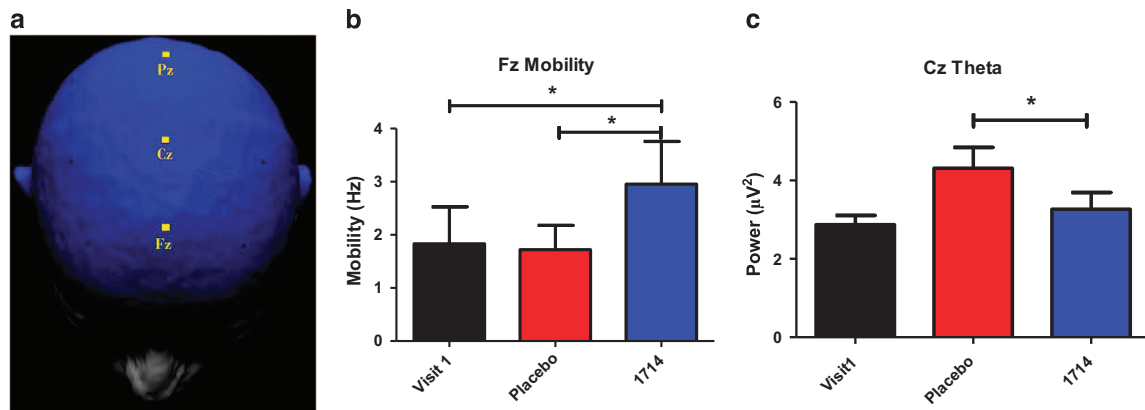 a
Pz
Cz
Fz
b
Fz Mobility
*
*
Mobility (Hz)
4
3
2
1
0
Visit 1
Placebo
1714
c
Cz Theta
*
Power (µV²)
6
4
2
0
Visit1
Placebo
1714